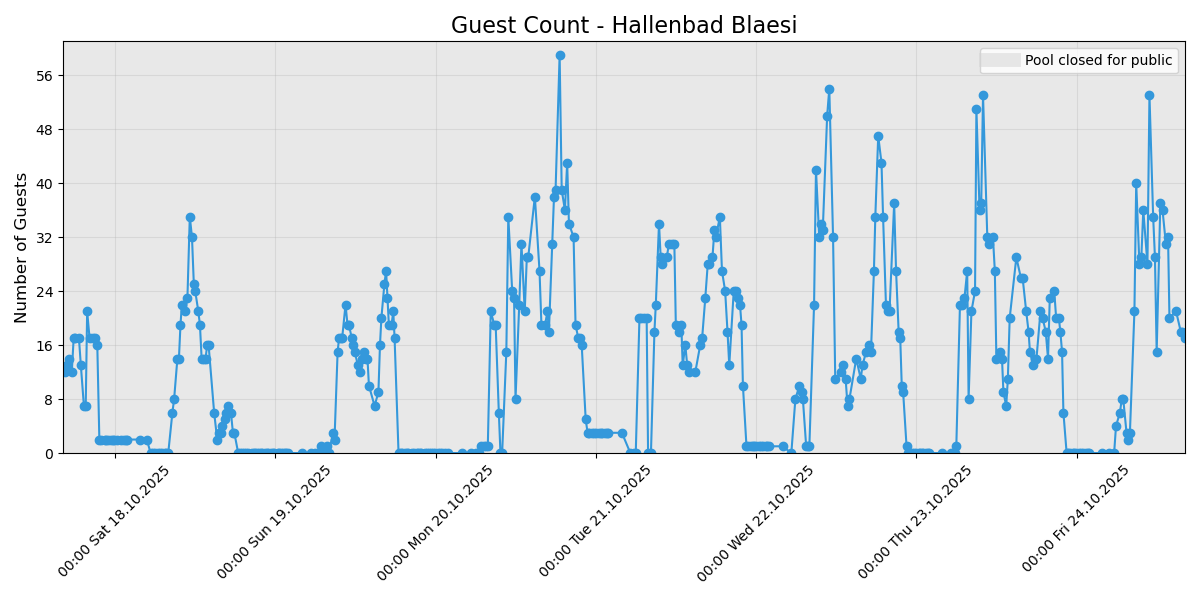 Guest Count - Hallenbad Blaesi
Pool closed for public
Number of Guests
56
48
40
32
24
16
8
0
00:00 Sat 18.10.2025
00:00 Sun 19.10.2025
00:00 Mon 20.10.2025
00:00 Tue 21.10.2025
00:00 Wed 22.10.2025
00:00 Thu 23.10.2025
00:00 Fri 24.10.2025